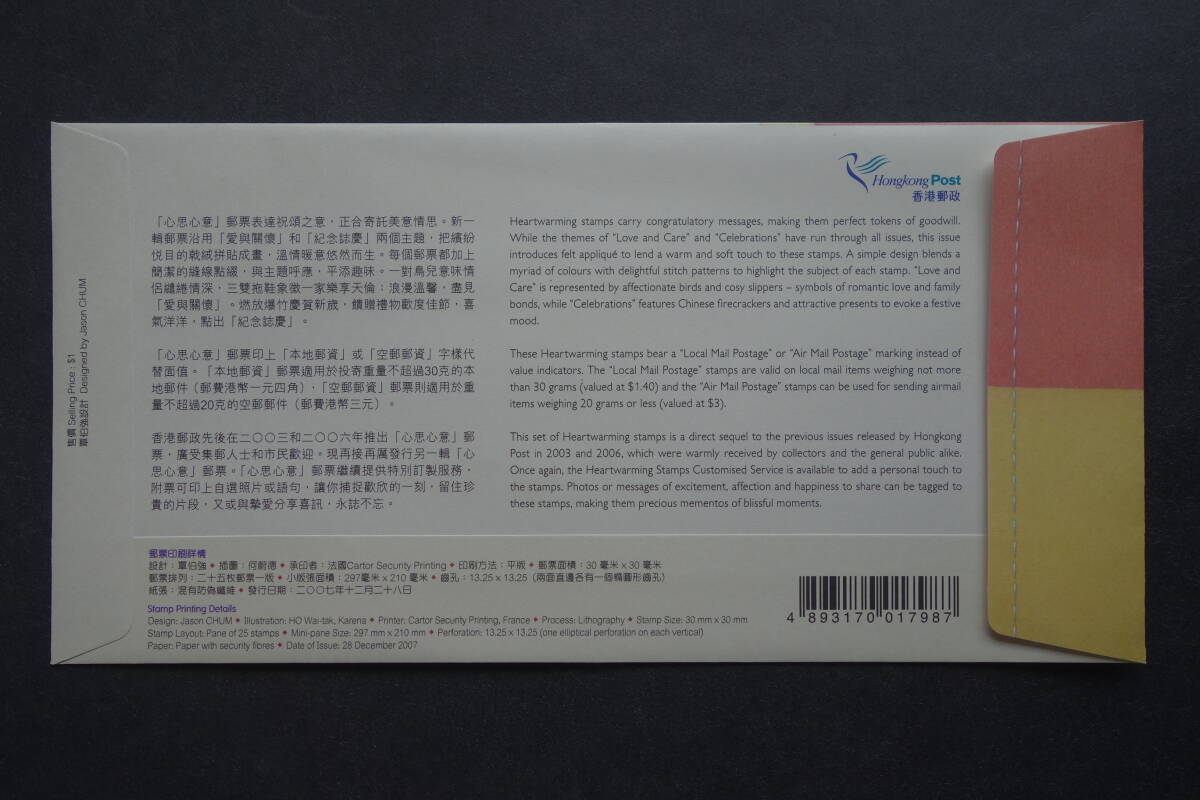 Hongkong Post
香港郵政
「心思心意」郵票表達祝頌之意，正合寄託美意情思。新一
輯郵票沿用「愛與關懷」和「紀念誌慶」兩個主題，把繽紛
悅目的戟絨拼貼成畫，溫情暖意悠然而生。每個郵票都加上
簡潔的縫線點綴，與主題呼應，平添趣味。一對鳥兒意味情
侶繾綣情深，三雙拖鞋象徵一家樂享天倫；浪漫溫馨，盡見
「愛與關懷」。燃放爆竹慶賀新歲，饋贈禮物歡度佳節，喜
氣洋洋，點出「紀念誌慶」。
「心思心意」郵票印上「本地郵資」或「空郵郵資」字樣代
替面值。「本地郵資」郵票適用於投寄重量不超過30克的本
地郵件（郵費港幣一元四角），「空郵郵資」郵票則適用於重
量不超過20克的空郵郵件（郵費港幣三元）。
香港郵政先後在二〇〇三和二〇〇六年推出「心思心意」郵
票，廣受集郵人士和市民歡迎。現再接再厲發行另一輯「心
思心意」郵票。「心思心意」郵票繼續提供特別訂製服務，
附票可印上自選照片或語句，讓你捕捉歡欣的一刻，留住珍
貴的片段，又或與摯愛分享喜訊，永誌不忘。
Heartwarming stamps carry congratulatory messages, making them perfect tokens of goodwill.
While the themes of "Love and Care" and "Celebrations" have run through all issues, this issue
introduces felt appliqué to lend a warm and soft touch to these stamps. A simple design blends a
myriad of colours with delightful stitch patterns to highlight the subject of each stamp. "Love and
Care" is represented by affectionate birds and cosy slippers – symbols of romantic love and family
bonds, while "Celebrations" features Chinese firecrackers and attractive presents to evoke a festive
mood.
These Heartwarming stamps bear a "Local Mail Postage" or "Air Mail Postage" marking instead of
value indicators. The "Local Mail Postage" stamps are valid on local mail items weighing not more
than 30 grams (valued at $1.40) and the "Air Mail Postage" stamps can be used for sending airmail
items weighing 20 grams or less (valued at $3).
This set of Heartwarming stamps is a direct sequel to the previous issues released by Hongkong
Post in 2003 and 2006, which were warmly received by collectors and the general public alike.
Once again, the Heartwarming Stamps Customised Service is available to add a personal touch to
the stamps. Photos or messages of excitement, affection and happiness to share can be tagged to
these stamps, making them precious mementos of blissful moments.
售價 Selling Price : $1
覃伯強設計 Designed by Jason CHUM
郵票印刷詳情
設計：覃伯強 ◆ 插圖：何蔚德 ◆ 承印者：法國Cartor Security Printing ◆ 印刷方法：平版 ◆ 郵票面積：30 毫米 x 30 毫米
郵票排列：二十五枚郵票一版 ◆ 小版張面積：297毫米 x 210 毫米 ◆ 齒孔：13.25 x 13.25（兩面直邊各有一個橢圓形齒孔）
紙張：混有防偽纖維 ◆ 發行日期：二〇〇七年十二月二十八日
Stamp Printing Details
Design: Jason CHUM ◆ Illustration: HO Wai-tak, Karena ◆ Printer: Cartor Security Printing, France ◆ Process: Lithography ◆ Stamp Size: 30 mm x 30 mm
Stamp Layout: Pane of 25 stamps ◆ Mini-pane Size: 297 mm x 210 mm ◆ Perforation: 13.25 x 13.25 (one elliptical perforation on each vertical)
Paper: Paper with security fibres ◆ Date of Issue: 28 December 2007
4 893170 017987